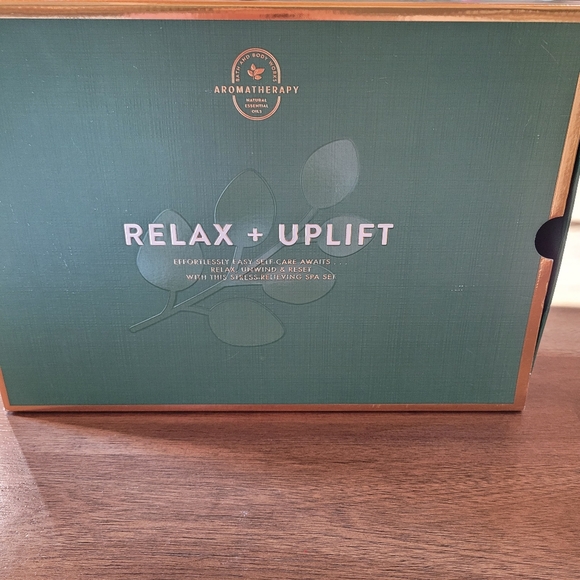 BATH AND BODY WORKS
AROMATHERAPY
NATURAL
ESSENTIAL
OILS
RELAX + UPLIFT
EFFORTLESSLY EASY SELF-CARE AWAITS.
RELAX, UNWIND & RESET
WITH THIS STRESS-RELIEVING SPA SET